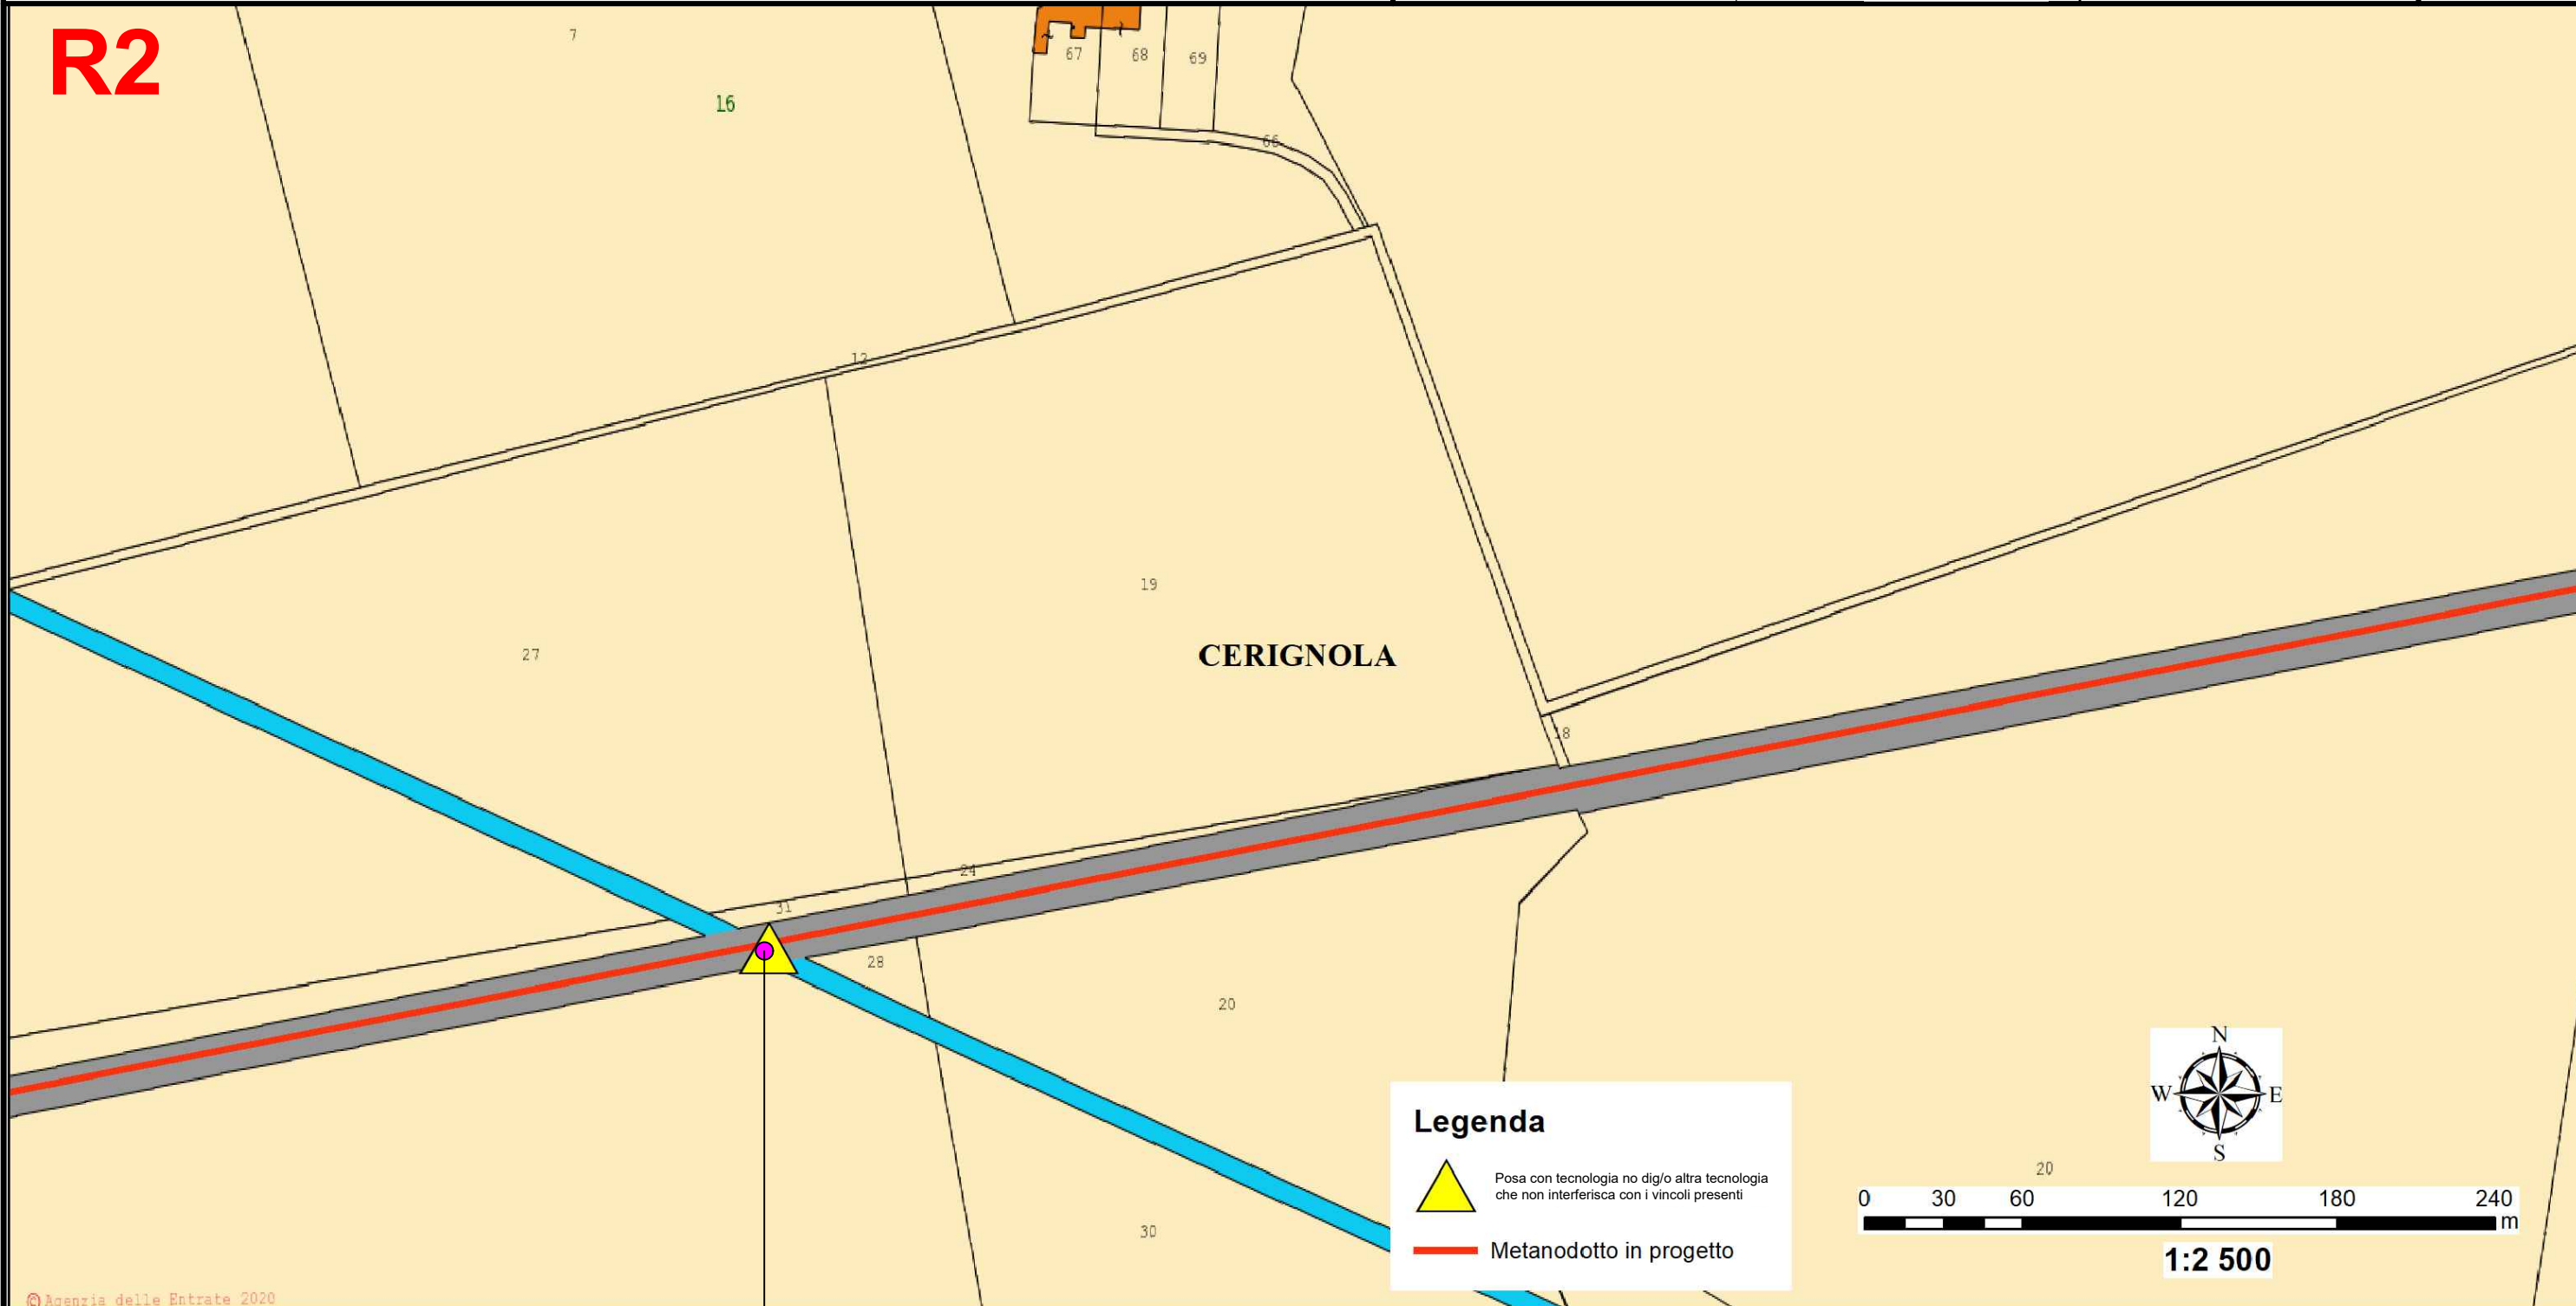 R2
7
16
67
68
69
66
12
19
27
CERIGNOLA
18
24
31
28
20
30
20
N
W
E
S
Legenda
Posa con tecnologia no dig/o altra tecnologia
che non interferisca con i vincoli presenti
Metanodotto in progetto
0 30 60 120 180 240
m
1:2 500
© Agenzia delle Entrate 2020